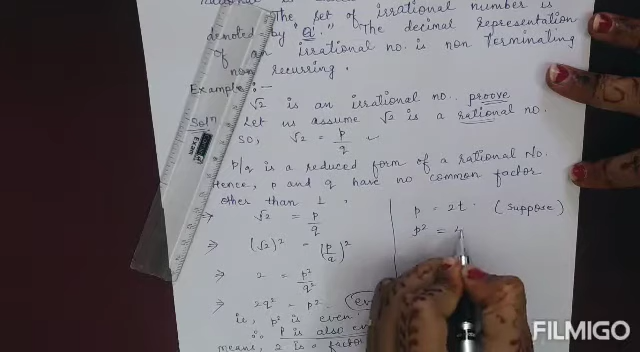 The set of irrational number is
denoted by "Q'." The decimal representation
of an irrational no. is non terminating
non recurring.
Example :-
√2 is an irrational no. proove
Solⁿ Let us assume √2 is a rational no.
so, √2 = p/q ✓
P/q is a reduced form of a rational No.
Hence, p and q have no common factor
other than 1.
⇒ √2 = p/q
⇒ (√2)² = (p/q)²
⇒ 2 = p²/q²
⇒ 2q² = p².
ie, p² is even
∴ P is also
means, 2 is a factor
p = 2t. (suppose)
p² =
Exam
FILMIGO